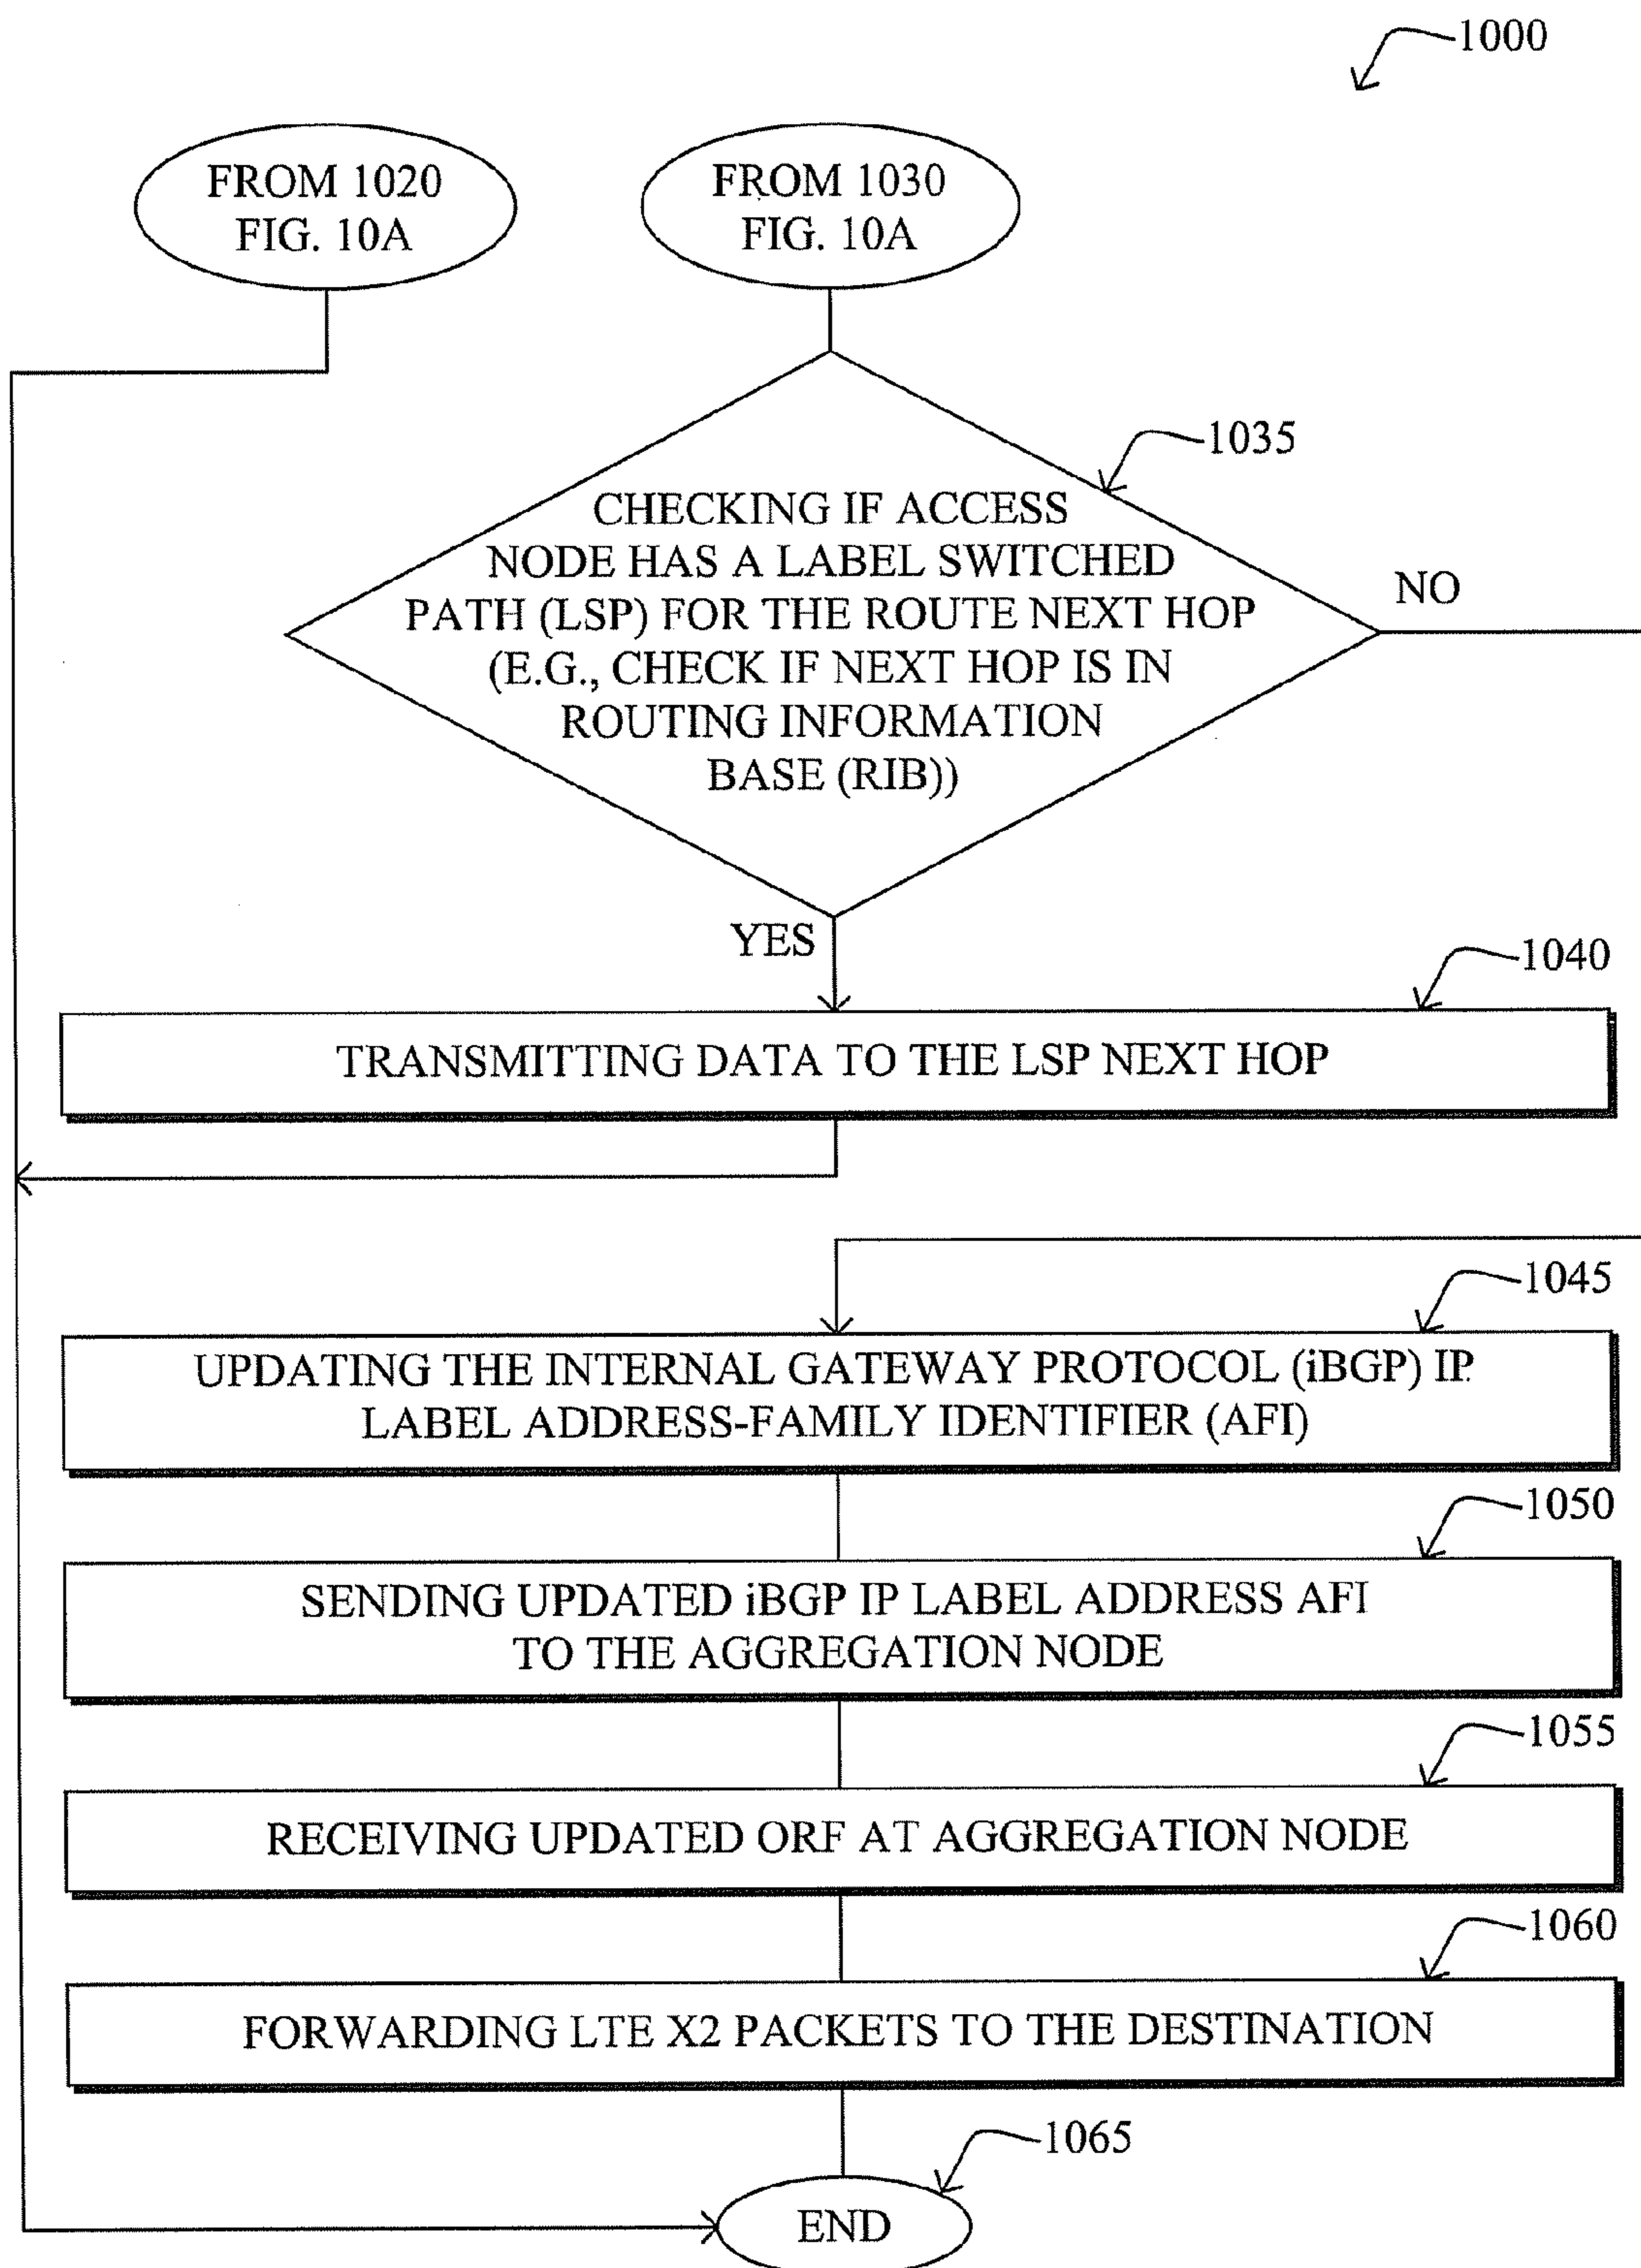 1000
FROM 1020
FIG. 10A
FROM 1030
FIG. 10A
1035
CHECKING IF ACCESS
NODE HAS A LABEL SWITCHED
PATH (LSP) FOR THE ROUTE NEXT HOP
(E.G., CHECK IF NEXT HOP IS IN
ROUTING INFORMATION
BASE (RIB))
NO
YES
1040
TRANSMITTING DATA TO THE LSP NEXT HOP
1045
UPDATING THE INTERNAL GATEWAY PROTOCOL (iBGP) IP
LABEL ADDRESS-FAMILY IDENTIFIER (AFI)
1050
SENDING UPDATED iBGP IP LABEL ADDRESS AFI
TO THE AGGREGATION NODE
1055
RECEIVING UPDATED ORF AT AGGREGATION NODE
1060
FORWARDING LTE X2 PACKETS TO THE DESTINATION
1065
END